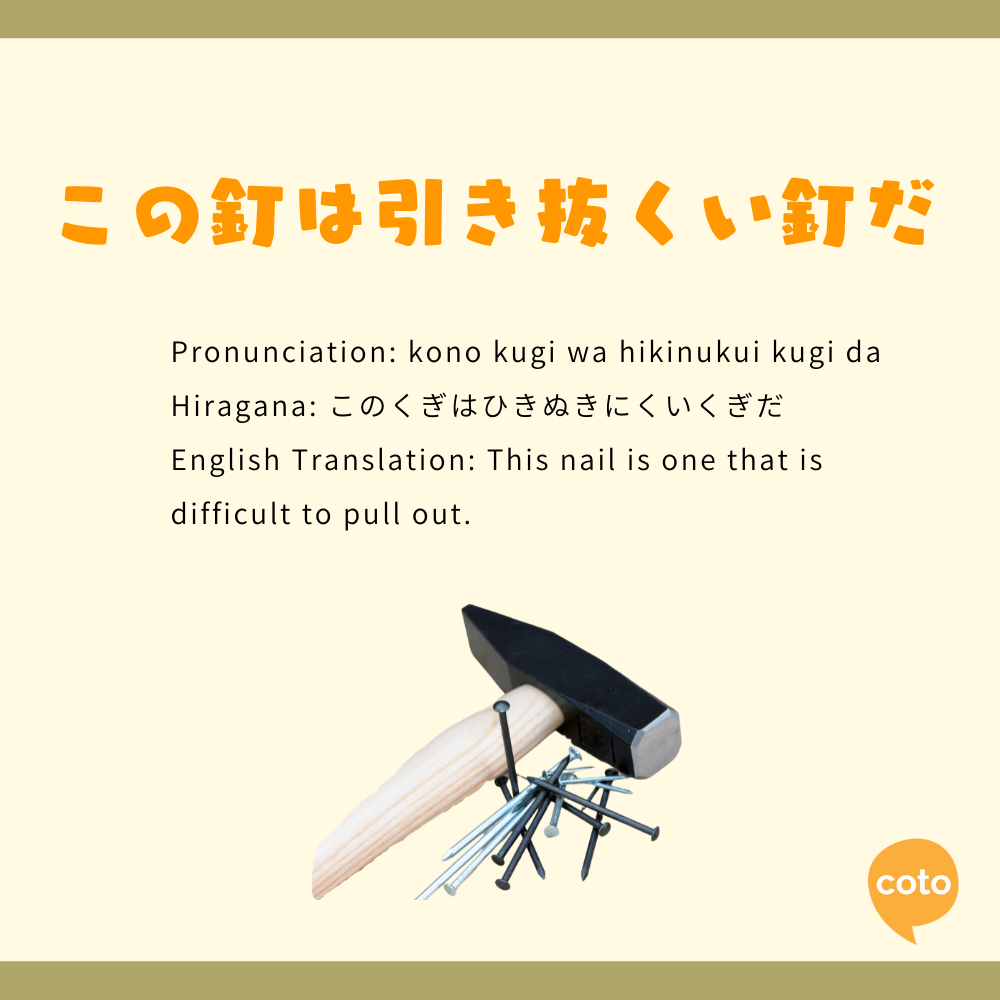 この釘は引き抜くい釘だ
Pronunciation: kono kugi wa hikinukui kugi da
Hiragana: このくぎはひきぬきにくいくぎだ
English Translation: This nail is one that is
difficult to pull out.
coto